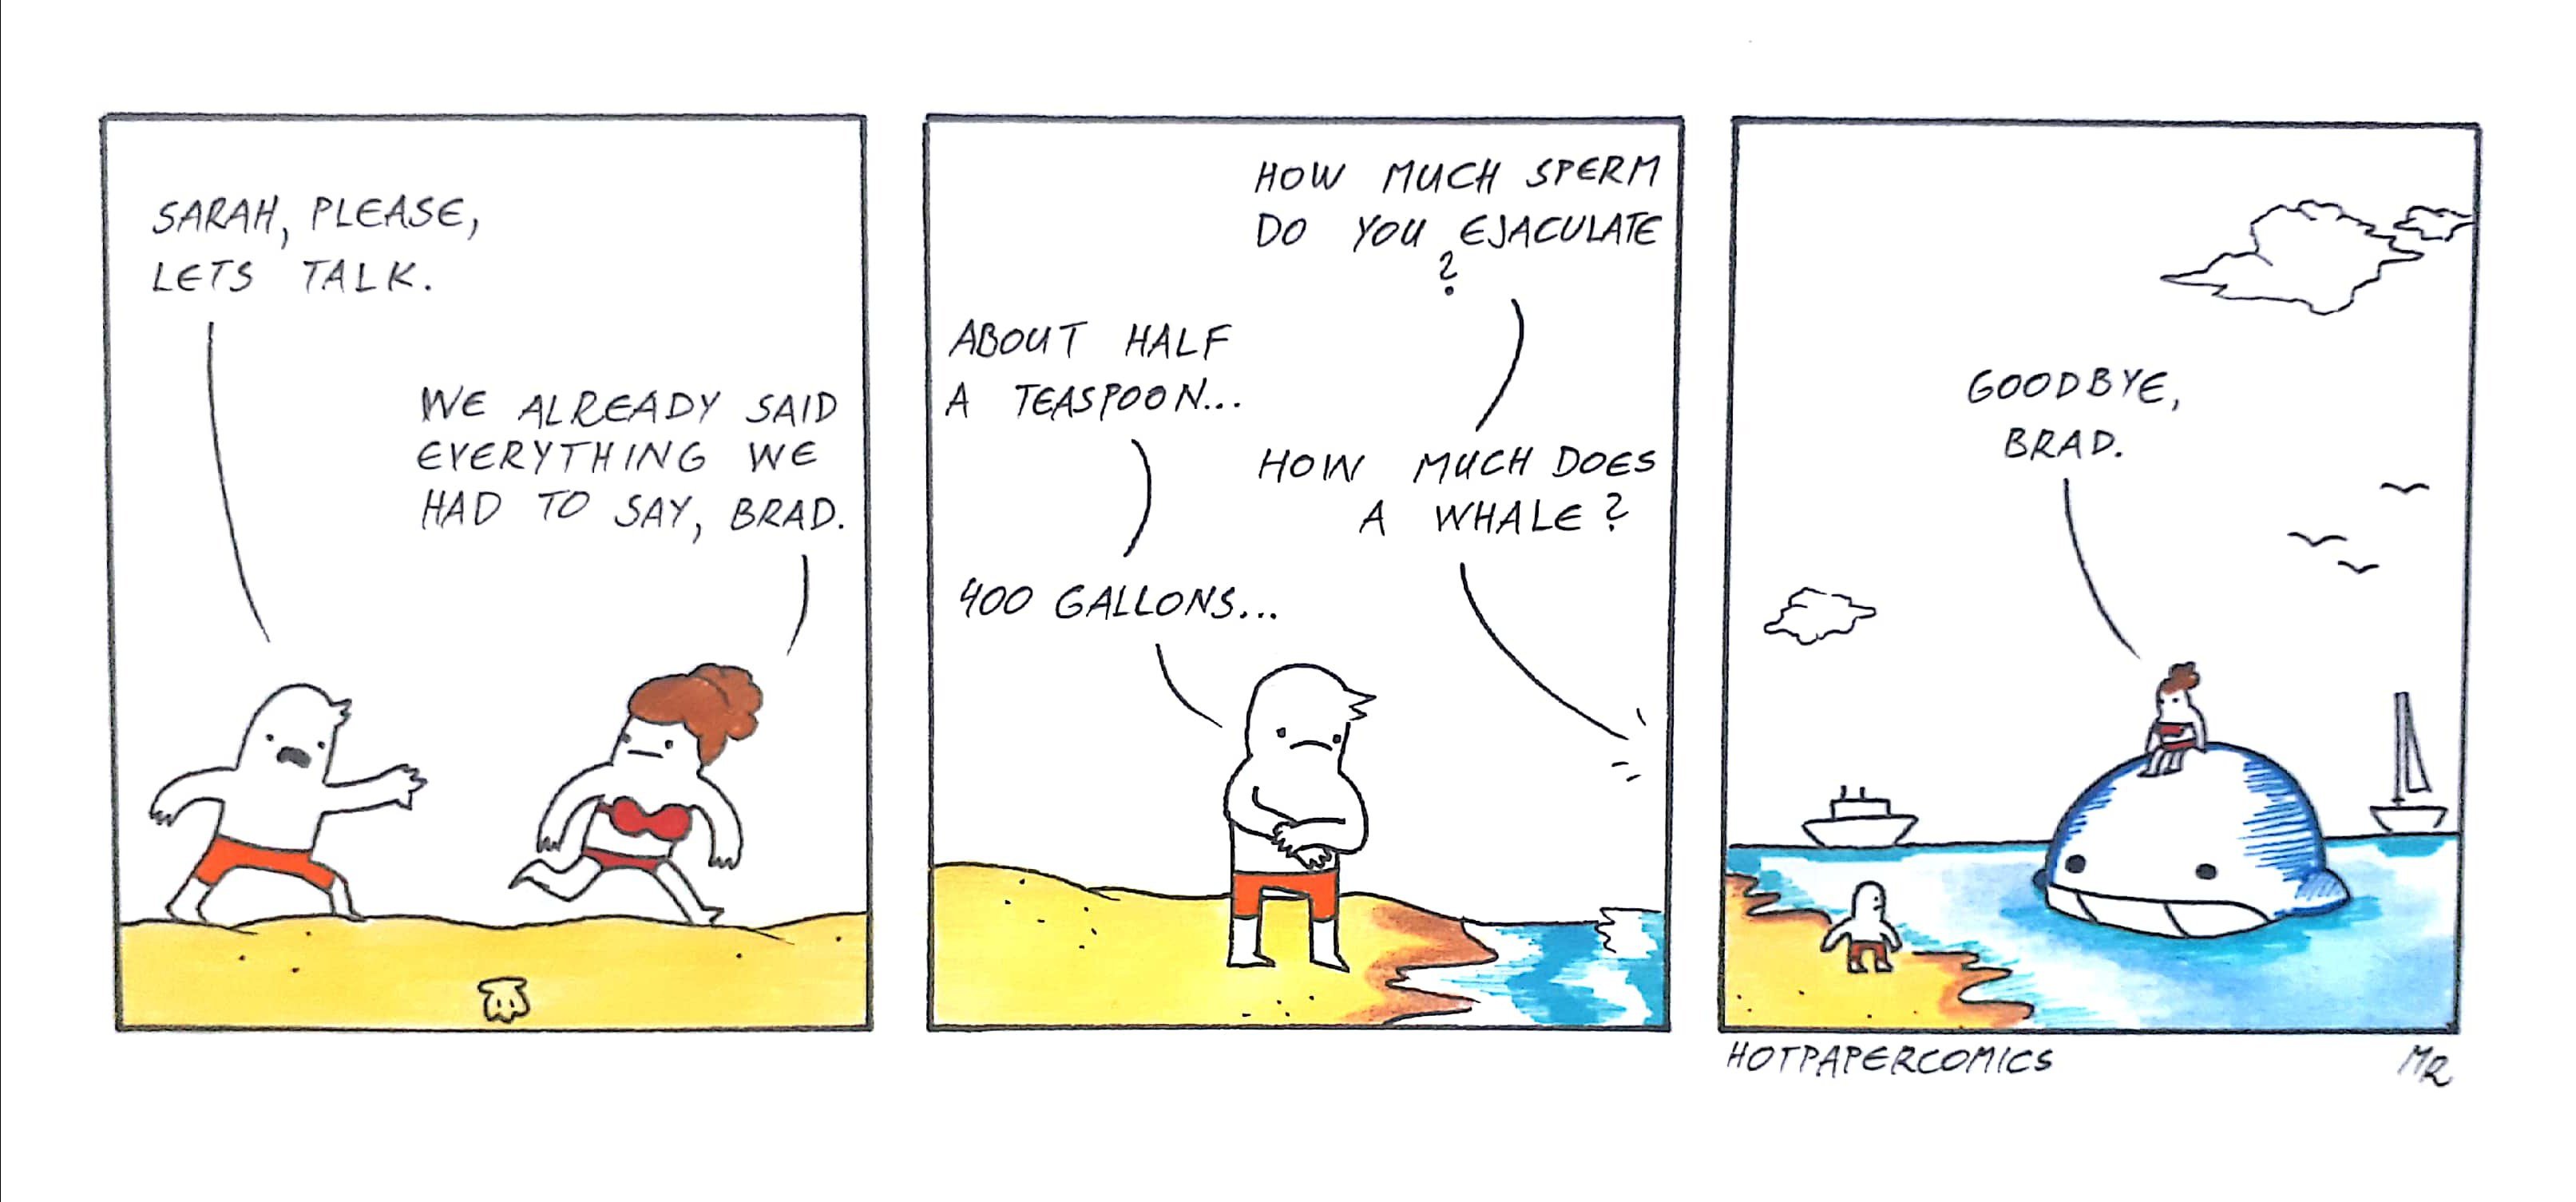 SARAH, PLEASE,
LETS TALK.
WE ALREADY SAID
EVERYTHING WE
HAD TO SAY, BRAD.
HOW MUCH SPERM
DO YOU EJACULATE
?
ABOUT HALF
A TEASPOON...
HOW MUCH DOES
A WHALE?
400 GALLONS...
GOODBYE,
BRAD.
HOTPAPERCOMICS
MR